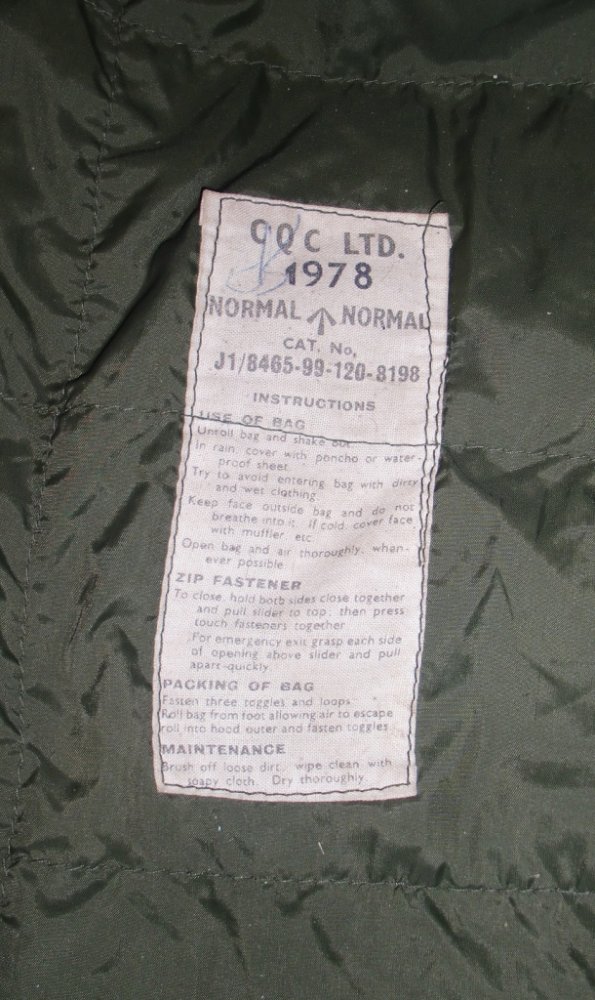 QQC LTD.
1978
NORMAL NORMAL
CAT. No,
J1/8465-99-120-8198
INSTRUCTIONS
USE OF BAG
Unroll bag and shake out
In rain, cover with poncho or water-
proof sheet
Try to avoid entering bag with dirty
and wet clothing
Keep face outside bag and do not
breathe into it. If cold, cover face
with muffler, etc.
Open bag and air thoroughly, when-
ever possible
ZIP FASTENER
To close, hold both sides close together
and pull slider to top; then press
touch fasteners together
For emergency exit grasp each side
of opening above slider and pull
apart quickly
PACKING OF BAG
Fasten three toggles and loops
Roll bag from foot allowing air to escape
roll into hood outer and fasten toggles
MAINTENANCE
Brush off loose dirt, wipe clean with
soapy cloth. Dry thoroughly.